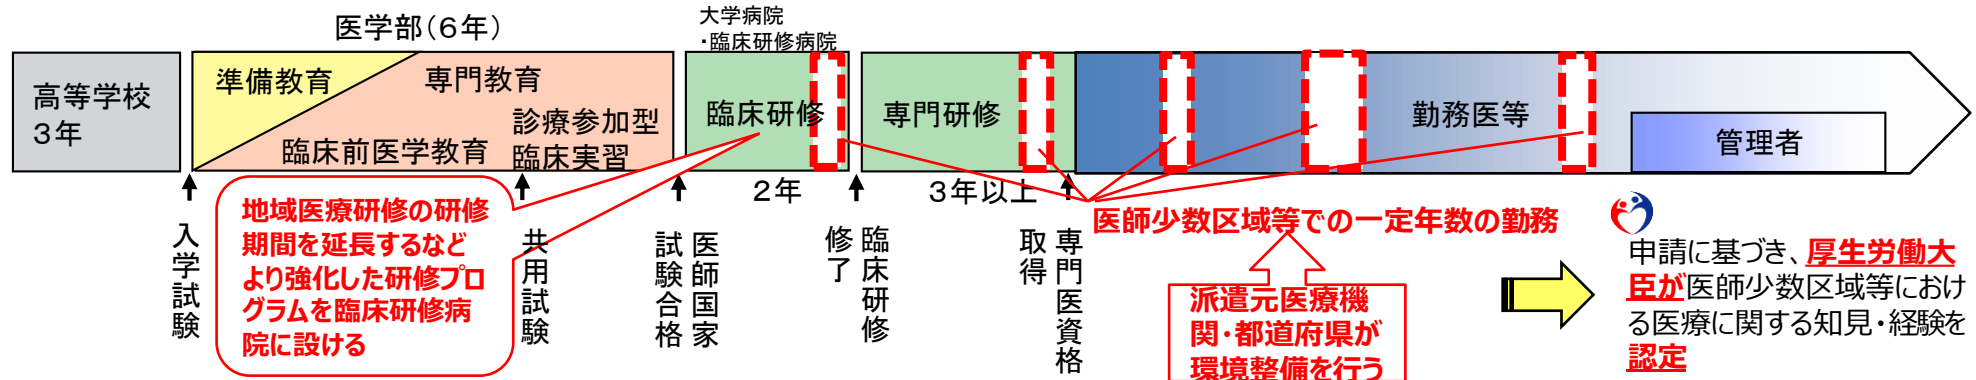 医学部(6年)
大学病院
・臨床研修病院
高等学校
3年
準備教育
専門教育
臨床前医学教育
診療参加型
臨床実習
臨床研修
専門研修
勤務医等
管理者
2年
3年以上
入学試験
地域医療研修の研修
期間を延長するなど
より強化した研修プロ
グラムを臨床研修病
院に設ける
共用試験
医師国家
試験合格
臨床研修
修了
専門医資格
取得
医師少数区域等での一定年数の勤務
派遣元医療機
関・都道府県が
環境整備を行う
申請に基づき、厚生労働大
臣が医師少数区域等におけ
る医療に関する知見・経験を
認定